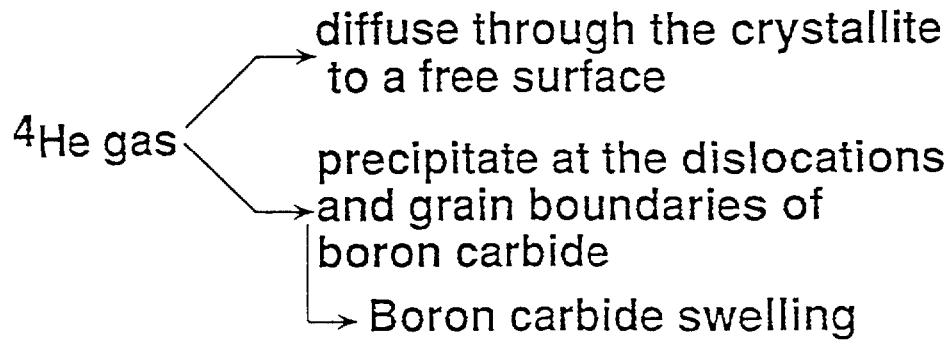 diffuse through the crystallite
to a free surface
⁴He gas
precipitate at the dislocations
and grain boundaries of
boron carbide
Boron carbide swelling